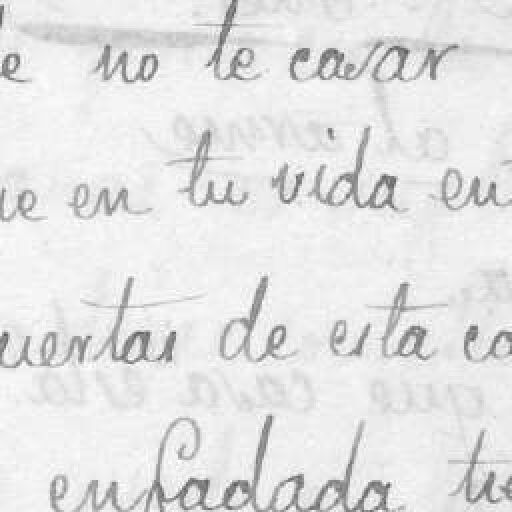 e no te casar
ue en tu vida en
uertas de esta ca
enfadada tu